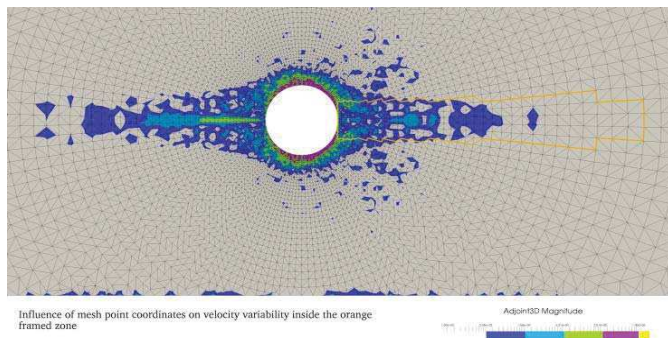 Influence of mesh point coordinates on velocity variability inside the orange
framed zone
Adjoint3D Magnitude